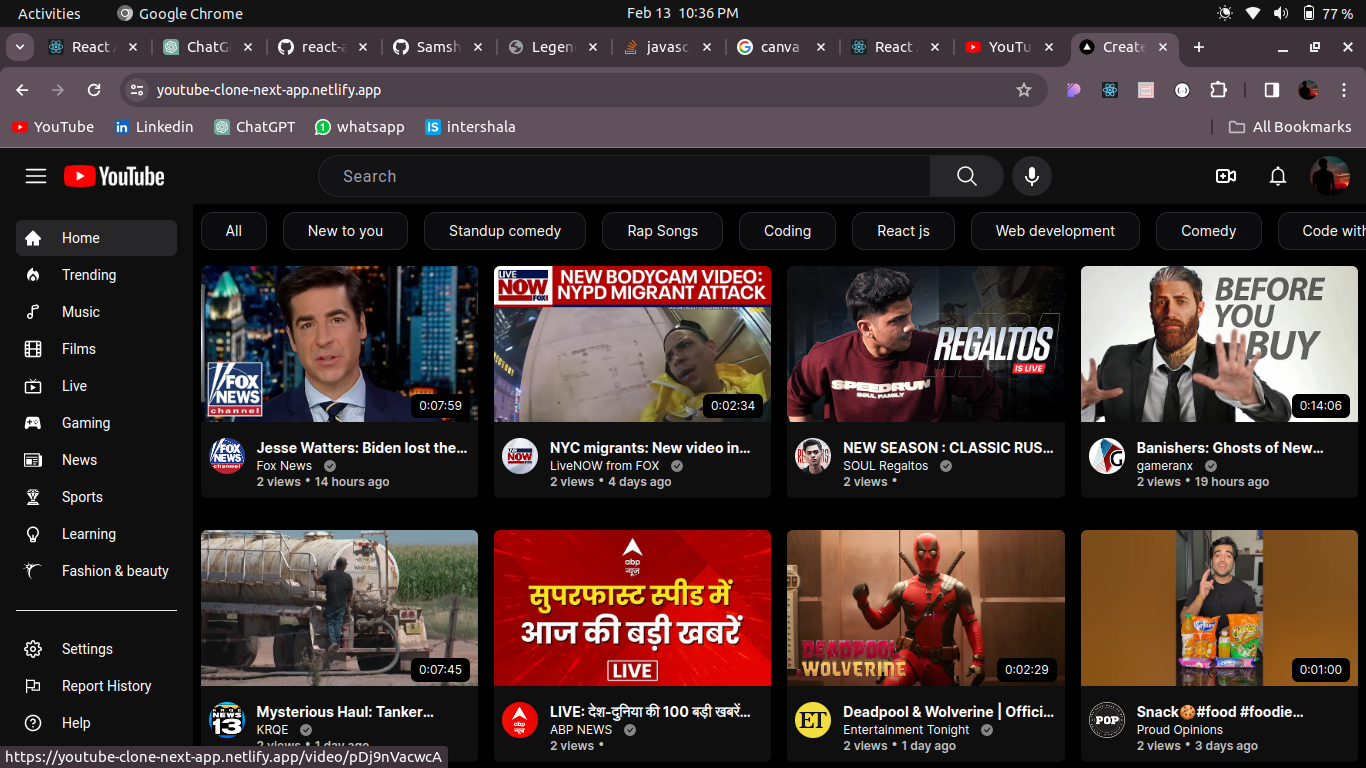 Activities
Google Chrome
Feb 13 10:36 PM
77 %
React
ChatG
react-a
Samsh
Legen
javasc
canva
React
YouTu
Create
youtube-clone-next-app.netlify.app
YouTube
Linkedin
ChatGPT
whatsapp
IS
intershala
All Bookmarks
YouTube
Search
Home
Trending
Music
Films
Live
Gaming
News
Sports
Learning
Fashion & beauty
Settings
Report History
Help
All
New to you
Standup comedy
Rap Songs
Coding
React js
Web development
Comedy
Code with
FOX
NEWS
channel
0:07:59
Jesse Watters: Biden lost the...
Fox News
2 views • 14 hours ago
LIVE
NOW
FOX
NEW BODYCAM VIDEO:
NYPD MIGRANT ATTACK
0:02:34
NYC migrants: New video in...
LiveNOW from FOX
2 views • 4 days ago
REGALTOS
IS LIVE
SPEEDRUN
SOUL FAMILY
NEW SEASON : CLASSIC RUS...
SOUL Regaltos
2 views •
BEFORE
YOU
BUY
0:14:06
Banishers: Ghosts of New...
gameranx
2 views • 19 hours ago
0:07:45
KRQE
NEWS
13
Mysterious Haul: Tanker...
KRQE
2 views • 1 day ago
abp
न्यूज़
सुपरफास्ट स्पीड में
आज की बड़ी खबरें
LIVE
abp
न्यूज़
LIVE: देश-दुनिया की 100 बड़ी खबरें...
ABP NEWS
2 views •
DEADPOOL
WOLVERINE
0:02:29
ET
Deadpool & Wolverine | Offici...
Entertainment Tonight
2 views • 1 day ago
0:01:00
POP
Snack🍪#food #foodie...
Proud Opinions
2 views • 3 days ago
https://youtube-clone-next-app.netlify.app/video/pDj9nVacwcA